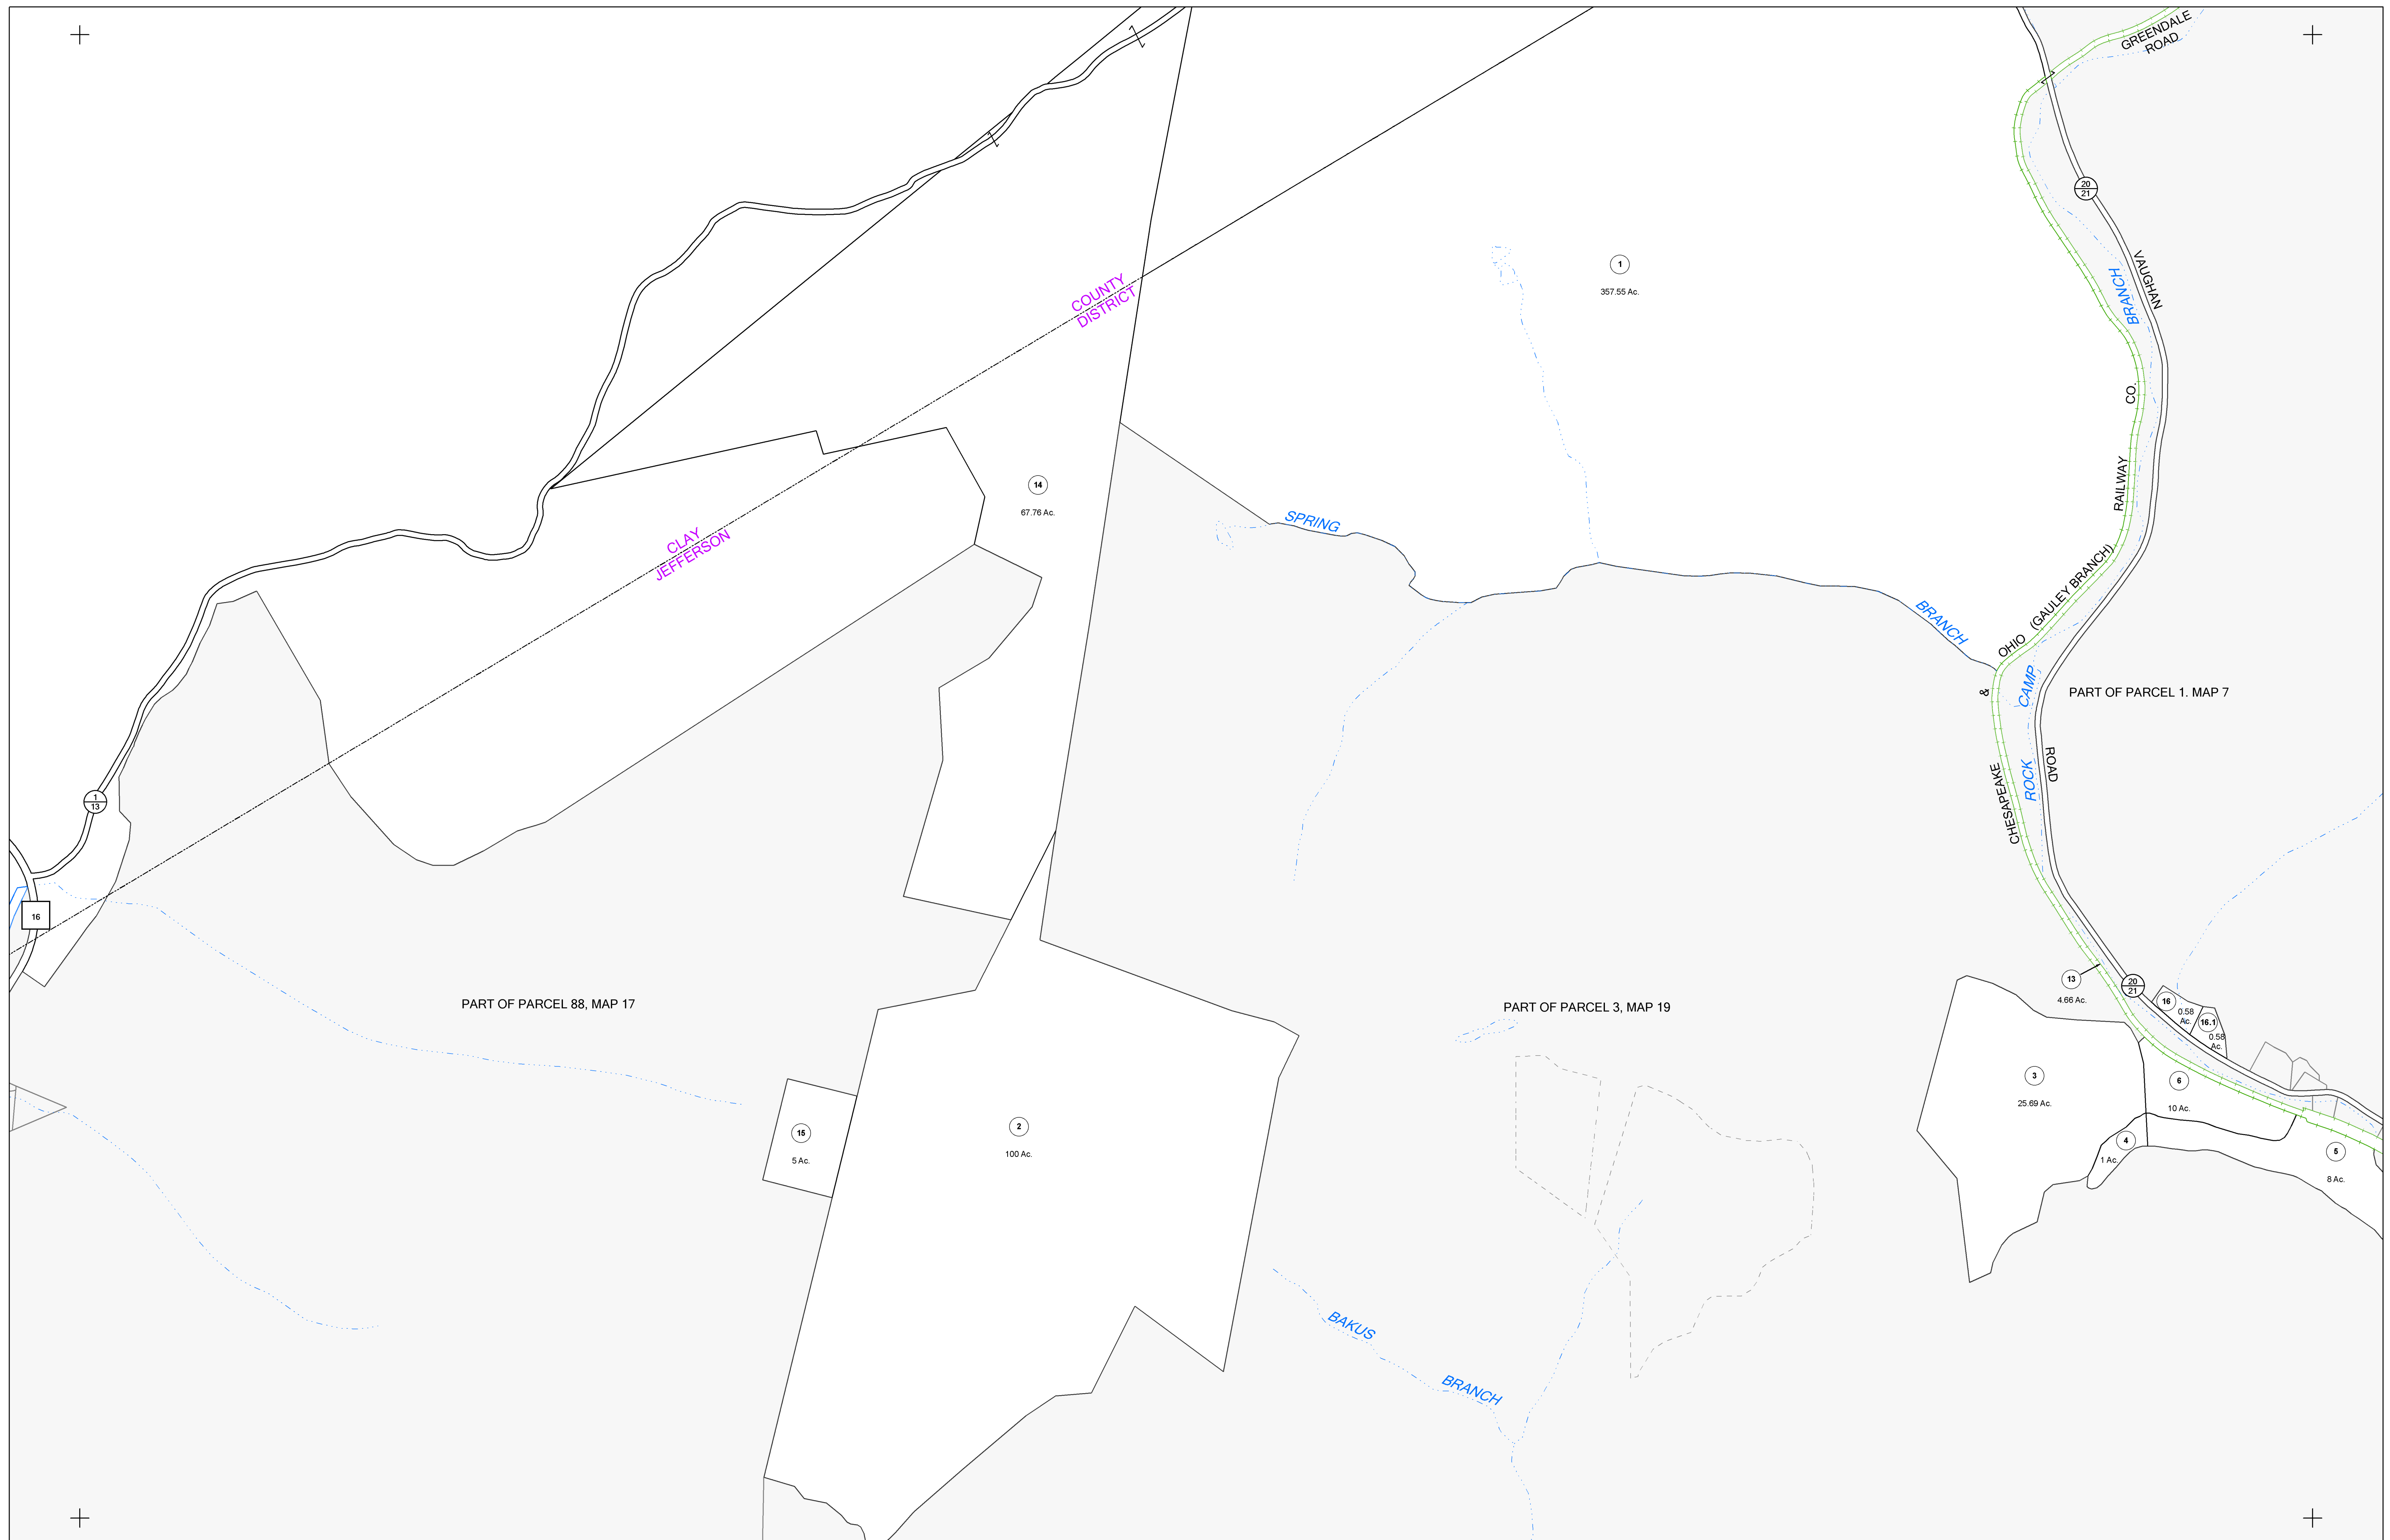 GREENDALE
ROAD
20
21
VAUGHAN
BRANCH
1
357.55 Ac.
COUNTY
DISTRICT
CO.
RAILWAY
14
67.76 Ac.
SPRING
CLAY
JEFFERSON
(GAULEY BRANCH)
BRANCH
OHIO
&
CAMP
PART OF PARCEL 1. MAP 7
ROAD
ROCK
CHESAPEAKE
1
13
16
13
4.66 Ac.
20
21
16
0.58
Ac.
16.1
0.58
Ac.
PART OF PARCEL 88, MAP 17
PART OF PARCEL 3, MAP 19
3
25.69 Ac.
6
10 Ac.
15
5 Ac.
2
100 Ac.
4
1 Ac.
5
8 Ac.
BAKUS
BRANCH